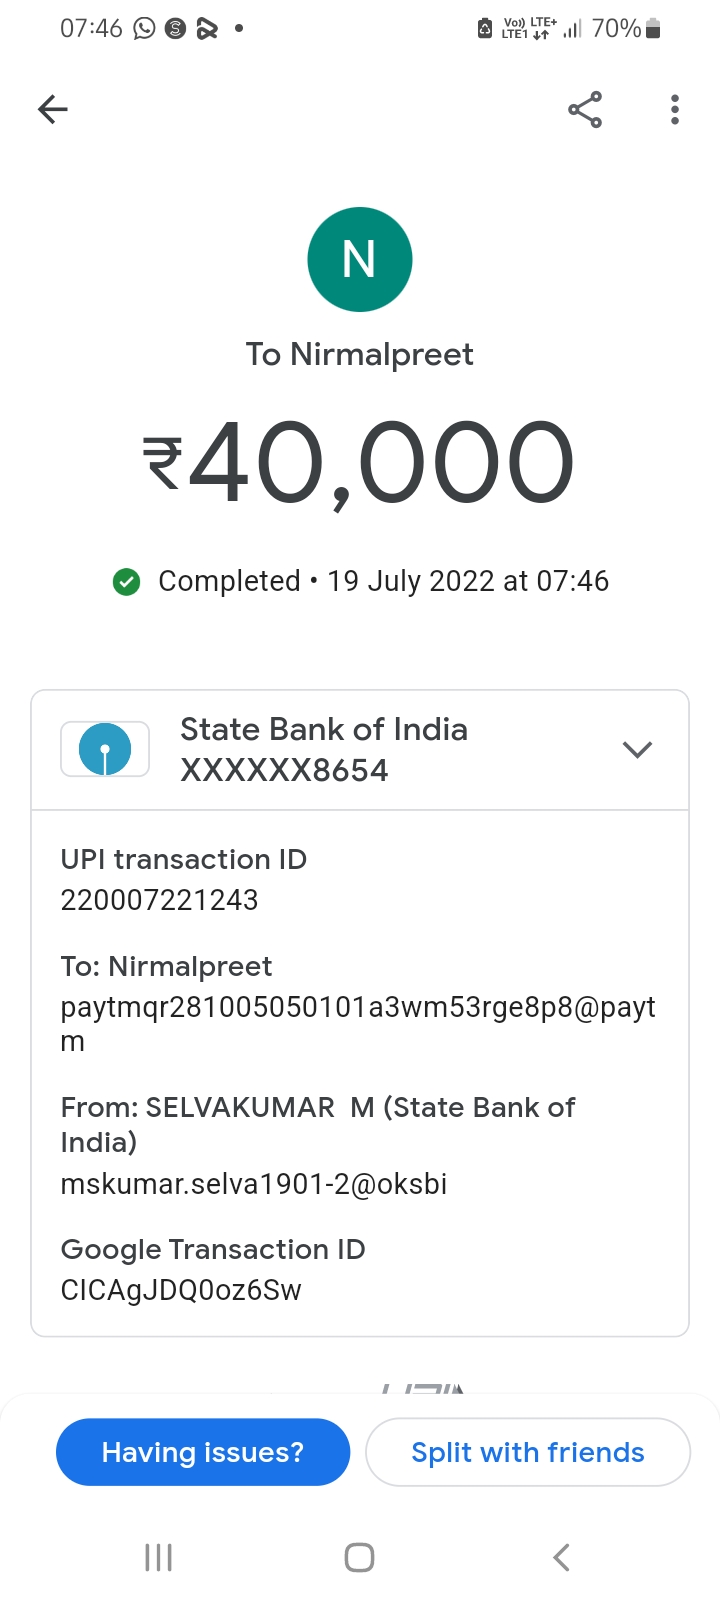 07:46 Vo)) LTE+ LTE1 70%
N
To Nirmalpreet
₹40,000
Completed • 19 July 2022 at 07:46
State Bank of India
XXXXXX8654
UPI transaction ID
220007221243
To: Nirmalpreet
paytmqr281005050101a3wm53rge8p8@payt
m
From: SELVAKUMAR  M (State Bank of
India)
mskumar.selva1901-2@oksbi
Google Transaction ID
CICAgJDQ0oz6Sw
Having issues? Split with friends